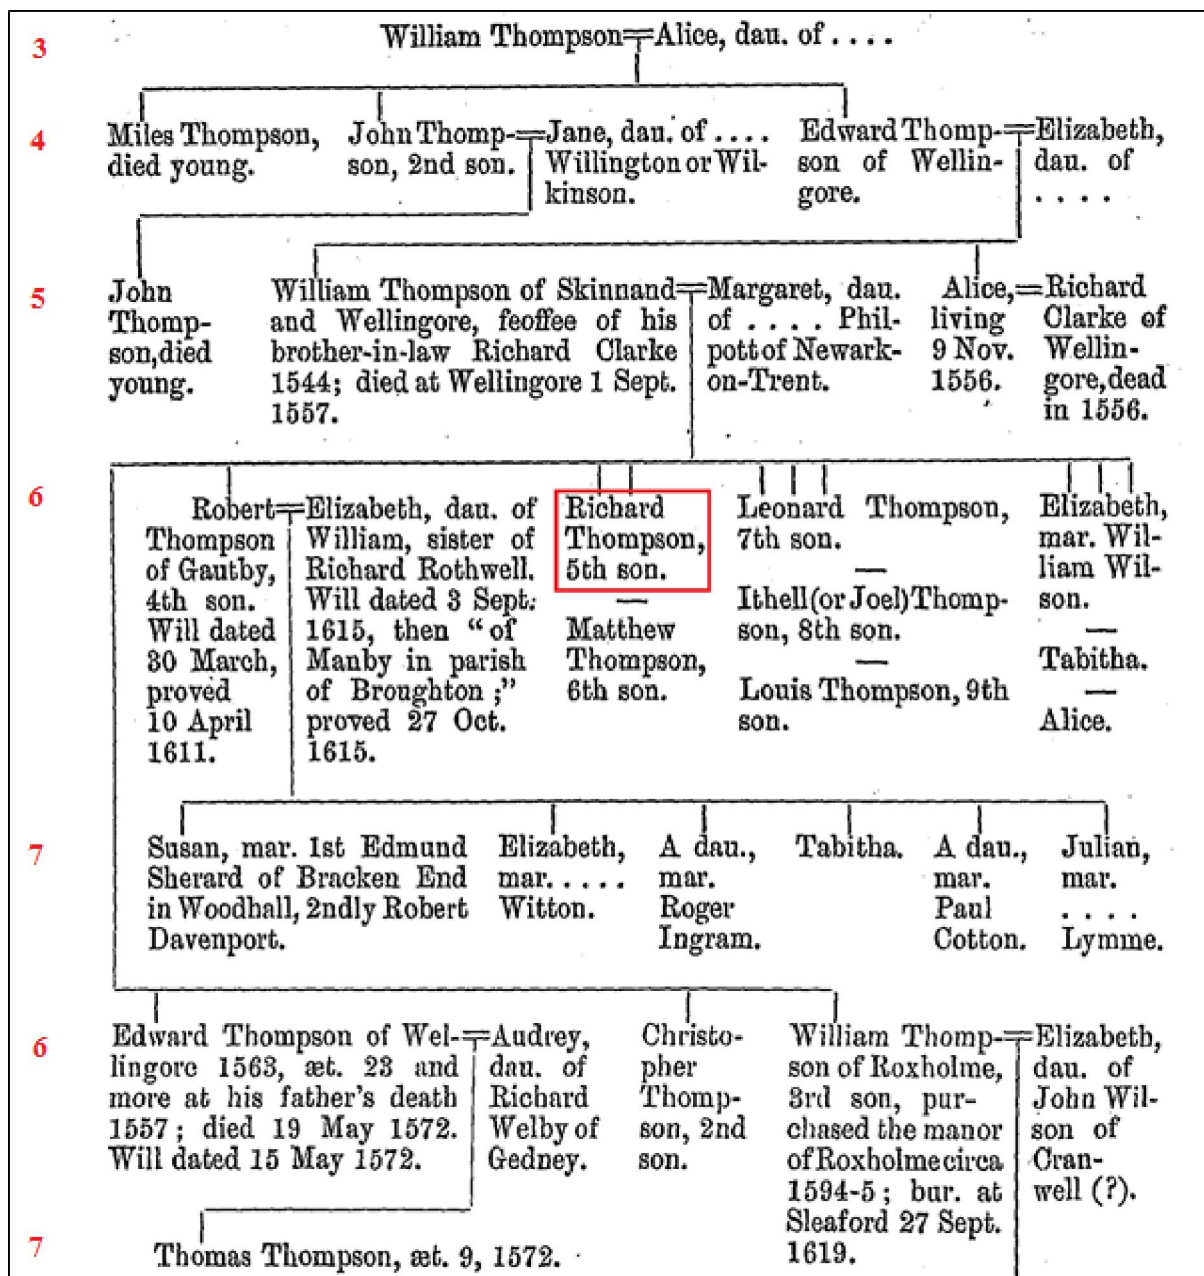 3
William Thompson=Alice, dau. of . . . .
4
Miles Thompson,
died young.
John Thomp-
son, 2nd son.
=Jane, dau. of . . . .
Willington or Wil-
kinson.
Edward Thomp-
son of Wellin-
gore.
=Elizabeth,
dau. of
. . . .
5
John
Thomp-
son, died
young.
William Thompson of Skinnand
and Wellingore, feoffee of his
brother-in-law Richard Clarke
1544; died at Wellingore 1 Sept.
1557.
=Margaret, dau.
of . . . . Phil-
pott of Newark-
on-Trent.
Alice,
living
9 Nov.
1556.
=Richard
Clarke of
Wellin-
gore, dead
in 1556.
6
Robert
Thompson
of Gautby,
4th son.
Will dated
30 March,
proved
10 April
1611.
=Elizabeth, dau. of
William, sister of
Richard Rothwell.
Will dated 3 Sept.
1615, then “of
Manby in parish
of Broughton;”
proved 27 Oct.
1615.
Richard
Thompson,
5th son.
—
Matthew
Thompson,
6th son.
Leonard Thompson,
7th son.
—
Ithell (or Joel) Thomp-
son, 8th son.
—
Louis Thompson, 9th
son.
Elizabeth,
mar. Wil-
liam Wil-
son.
—
Tabitha.
—
Alice.
7
Susan, mar. 1st Edmund
Sherard of Bracken End
in Woodhall, 2ndly Robert
Davenport.
Elizabeth,
mar. . . . .
Witton.
A dau.,
mar.
Roger
Ingram.
Tabitha.
A dau.,
mar.
Paul
Cotton.
Julian,
mar.
. . . .
Lymme.
6
Edward Thompson of Wel-
lingore 1563, æt. 23 and
more at his father's death
1557; died 19 May 1572.
Will dated 15 May 1572.
=Audrey,
dau. of
Richard
Welby of
Gedney.
Christo-
pher
Thomp-
son, 2nd
son.
William Thomp-
son of Roxholme,
3rd son, pur-
chased the manor
of Roxholme circa
1594-5; bur. at
Sleaford 27 Sept.
1619.
=Elizabeth,
dau. of
John Wil-
son of
Cran-
well (?).
7
Thomas Thompson, æt. 9, 1572.